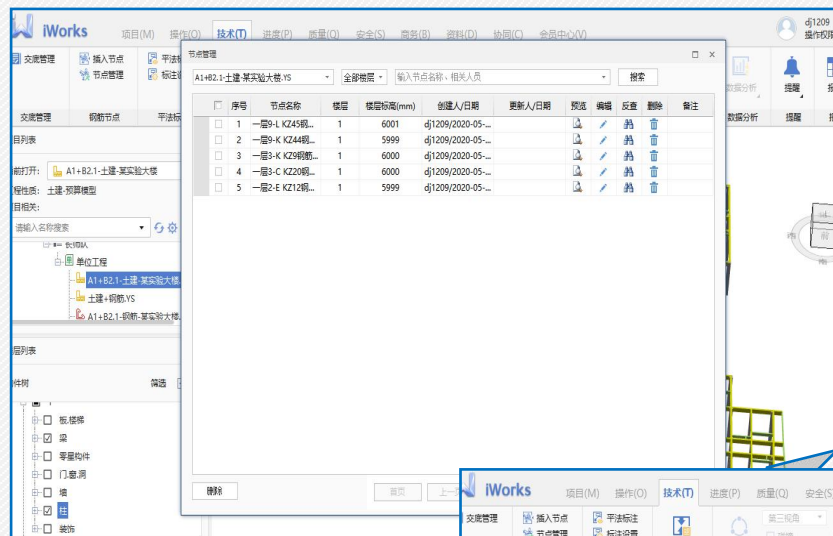 iWorks
项目(M) 操作(O) 技术(T) 进度(P) 质量(Q) 安全(S) 商务(B) 资料(D) 协同(C) 会员中心(V)
dj1209
操作权限
交底管理 插入节点 平法标
节点管理 标注设
数据分析 提醒
交底管理 钢筋节点 平法标
数据分析 提醒
节点管理
A1+B2.1-土建-某实验大楼.YS 全部楼层 输入节点名称、相关人员 搜索
序号 节点名称 楼层 楼层标高(mm) 创建人/日期 更新人/日期 预览 编辑 反查 删除 备注
1 一层9-L KZ45钢... 1 6001 dj1209/2020-05-...
2 一层9-K KZ44钢... 1 5999 dj1209/2020-05-...
3 一层3-K KZ9钢筋... 1 6000 dj1209/2020-05-...
4 一层3-C KZ20钢... 1 6000 dj1209/2020-05-...
5 一层2-E KZ12钢... 1 5999 dj1209/2020-05-...
目列表
前打开: A1+B2.1-土建-某实验大楼
程性质: 土建-预算模型
目相关:
请输入名称搜索
单位工程
A1+B2.1-土建-某实验大楼.
土建+钢筋.YS
A1+B2.1-钢筋-某实验大楼.
层列表
件树 筛选
板.楼梯
梁
零星构件
门.窗.洞
墙
柱
装饰
删除 首页 上一
前
iWorks
项目(M) 操作(O) 技术(T) 进度(P) 质量(Q) 安全(S)
交底管理 插入节点 平法标注 第三视角
节点管理 标注设置